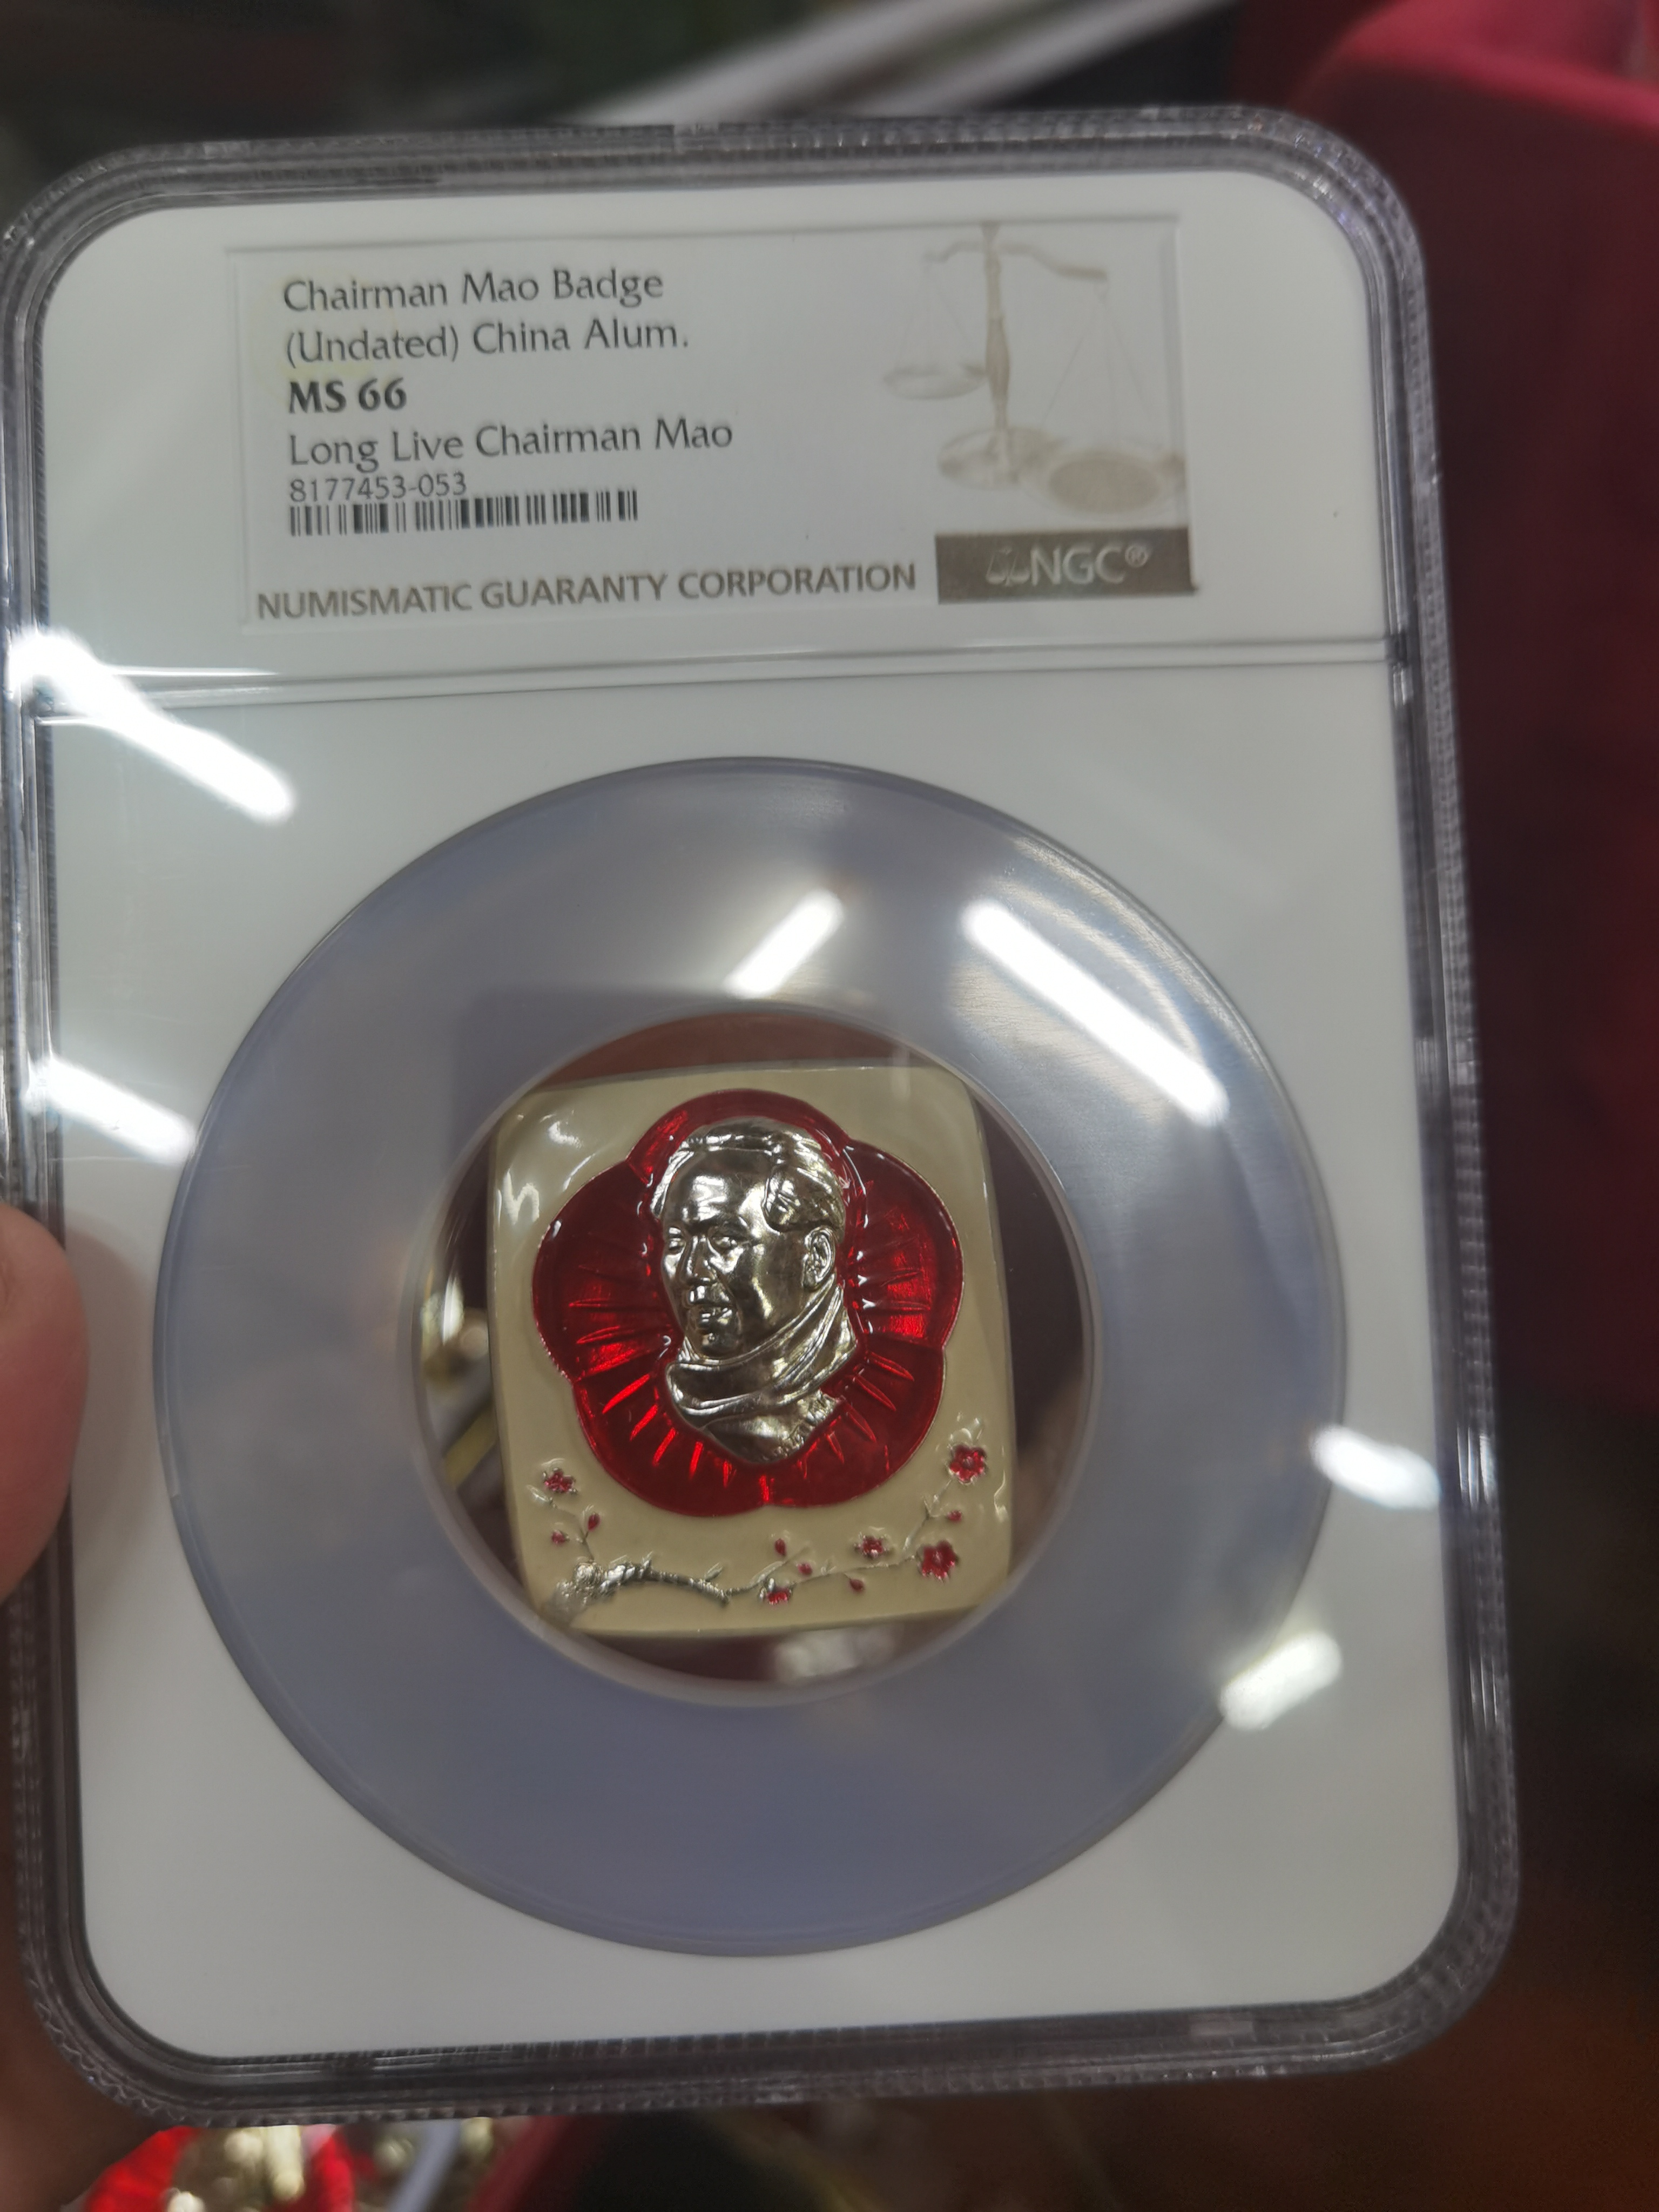 Chairman Mao Badge
(Undated) China Alum.
MS 66
Long Live Chairman Mao
8177453-053
NUMISMATIC GUARANTY CORPORATION
NGC®